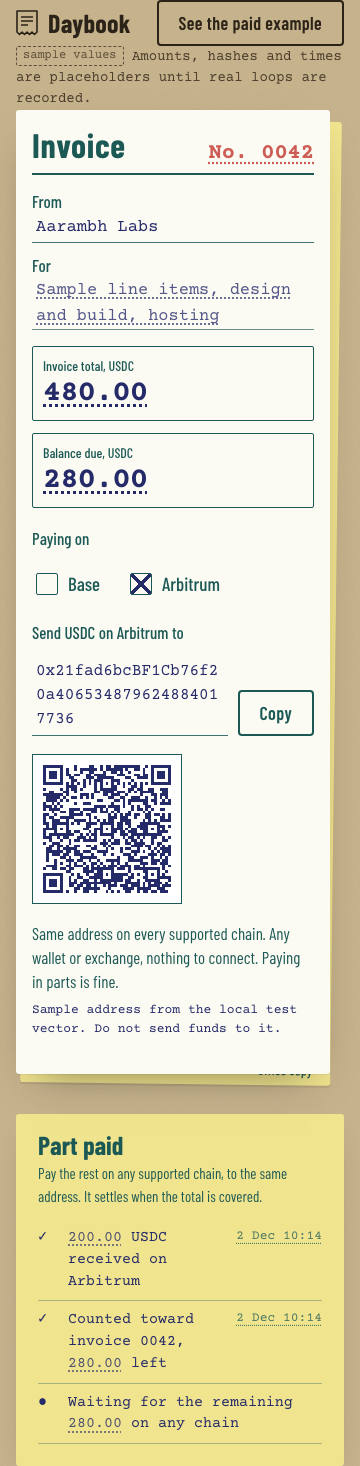 Daybook
See the paid example
sample values Amounts, hashes and times
are placeholders until real loops are
recorded.
Invoice
No. 0042
From
Aarambh Labs
For
Sample line items, design
and build, hosting
Invoice total, USDC
480.00
Balance due, USDC
280.00
Paying on
Base
Arbitrum
Send USDC on Arbitrum to
0x21fad6bcBF1Cb76f2
0a40653487962488401
7736
Copy
Same address on every supported chain. Any
wallet or exchange, nothing to connect. Paying
in parts is fine.
Sample address from the local test
vector. Do not send funds to it.
Part paid
Pay the rest on any supported chain, to the same
address. It settles when the total is covered.
✓ 200.00 USDC 2 Dec 10:14
received on
Arbitrum
✓ Counted toward 2 Dec 10:14
invoice 0042,
280.00 left
● Waiting for the remaining
280.00 on any chain